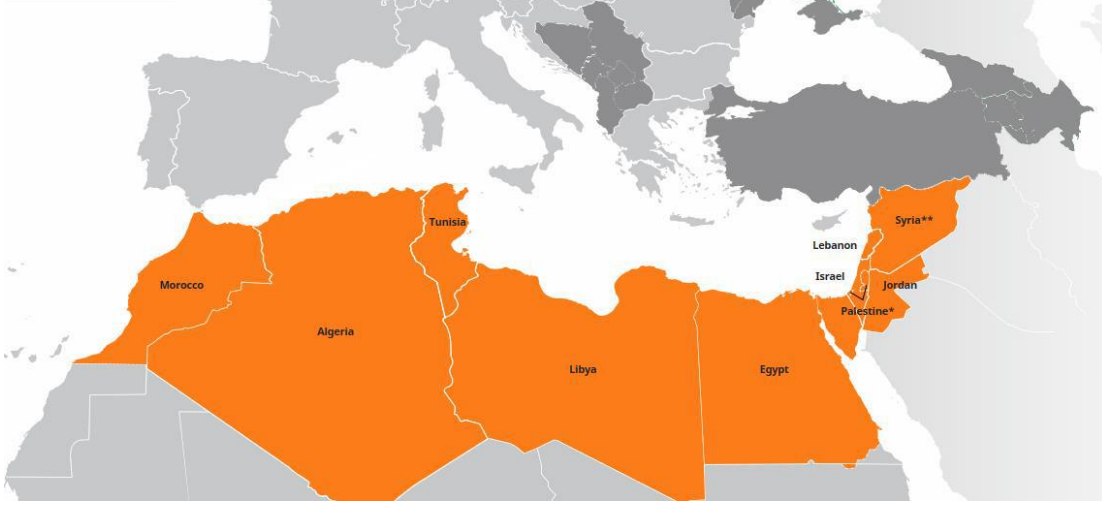 Tunisia
Syria**
Lebanon
Israel
Morocco
Jordan
Palestine*
Algeria
Libya
Egypt